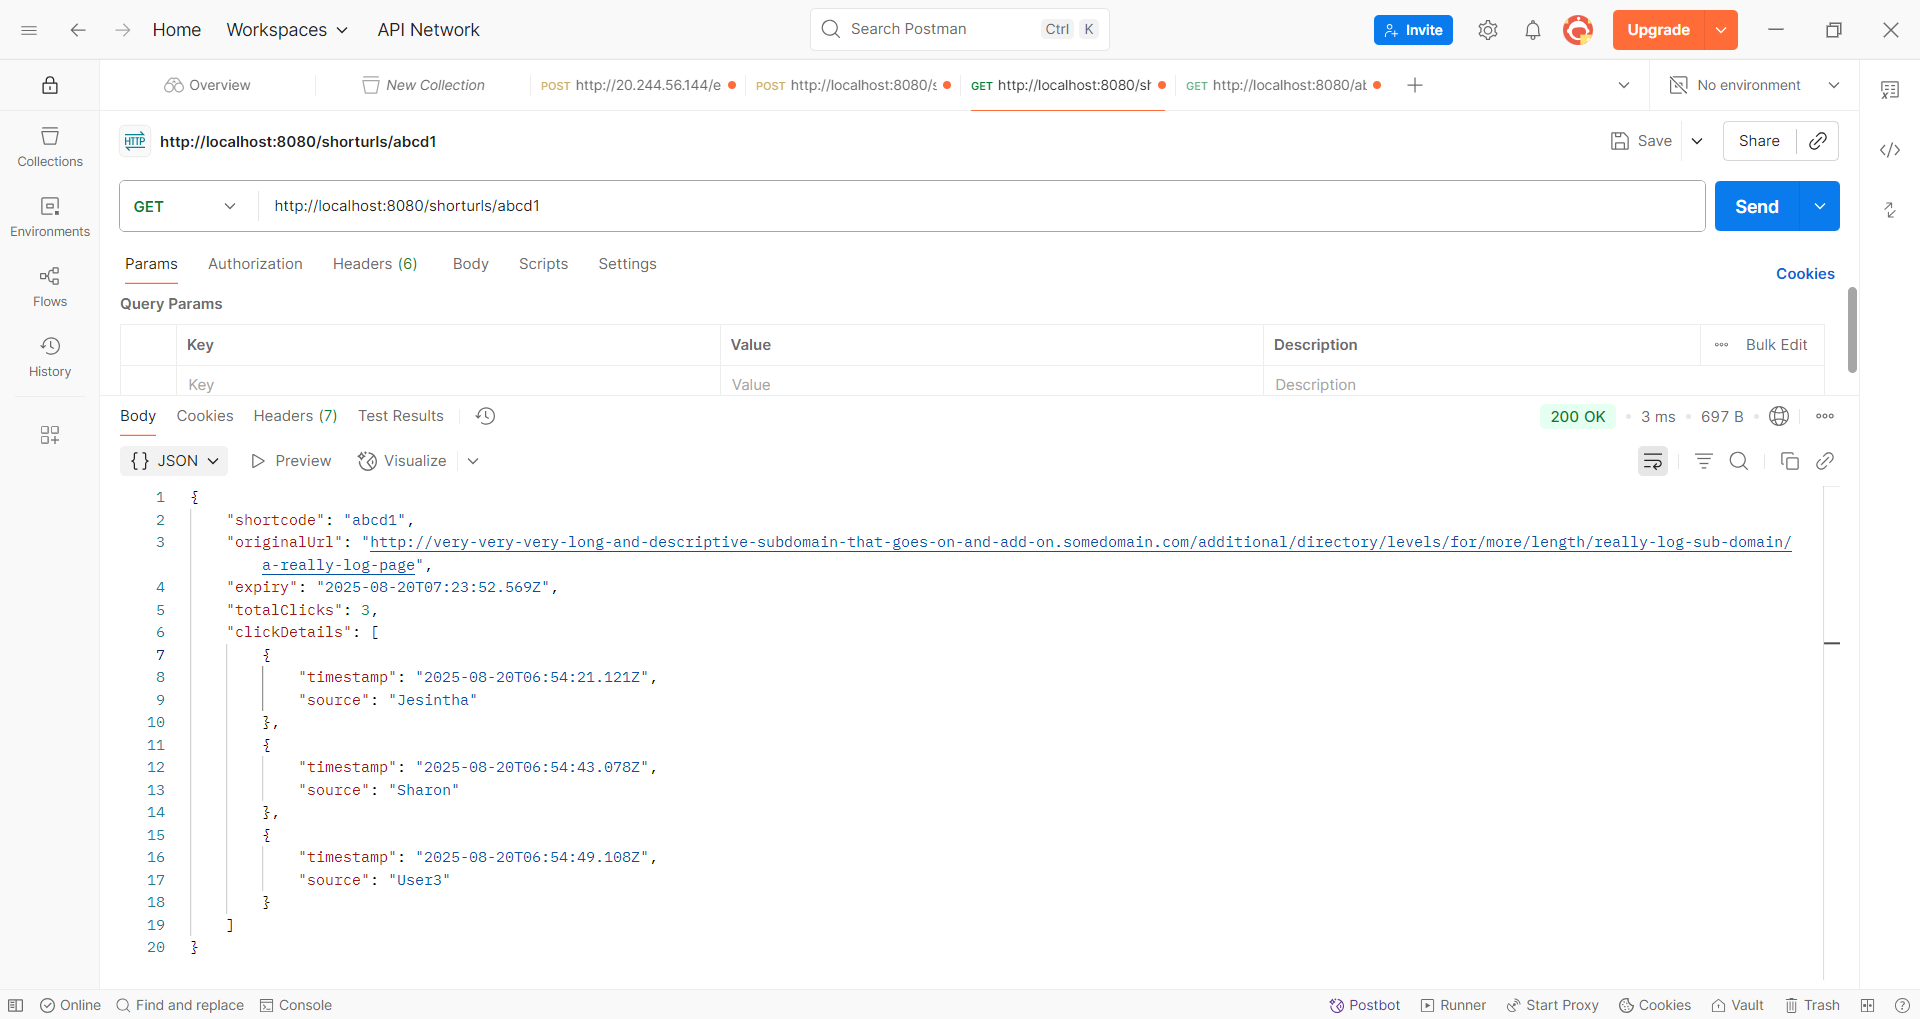 Home Workspaces API Network Search Postman Ctrl K Invite Upgrade
Overview New Collection POST http://20.244.56.144/e POST http://localhost:8080/s GET http://localhost:8080/sh GET http://localhost:8080/ab No environment
HTTP http://localhost:8080/shorturls/abcd1 Save Share
Collections
GET http://localhost:8080/shorturls/abcd1 Send
Environments
Params Authorization Headers (6) Body Scripts Settings Cookies
Flows
Query Params
Key Value Description Bulk Edit
History
Key Value Description
Body Cookies Headers (7) Test Results 200 OK • 3 ms • 697 B •
{} JSON Preview Visualize
1 {
2 "shortcode": "abcd1",
3 "originalUrl": "http://very-very-very-long-and-descriptive-subdomain-that-goes-on-and-add-on.somedomain.com/additional/directory/levels/for/more/length/really-log-sub-domain/
a-really-log-page",
4 "expiry": "2025-08-20T07:23:52.569Z",
5 "totalClicks": 3,
6 "clickDetails": [
7 {
8 "timestamp": "2025-08-20T06:54:21.121Z",
9 "source": "Jesintha"
10 },
11 {
12 "timestamp": "2025-08-20T06:54:43.078Z",
13 "source": "Sharon"
14 },
15 {
16 "timestamp": "2025-08-20T06:54:49.108Z",
17 "source": "User3"
18 }
19 ]
20 }
Online Find and replace Console Postbot Runner Start Proxy Cookies Vault Trash